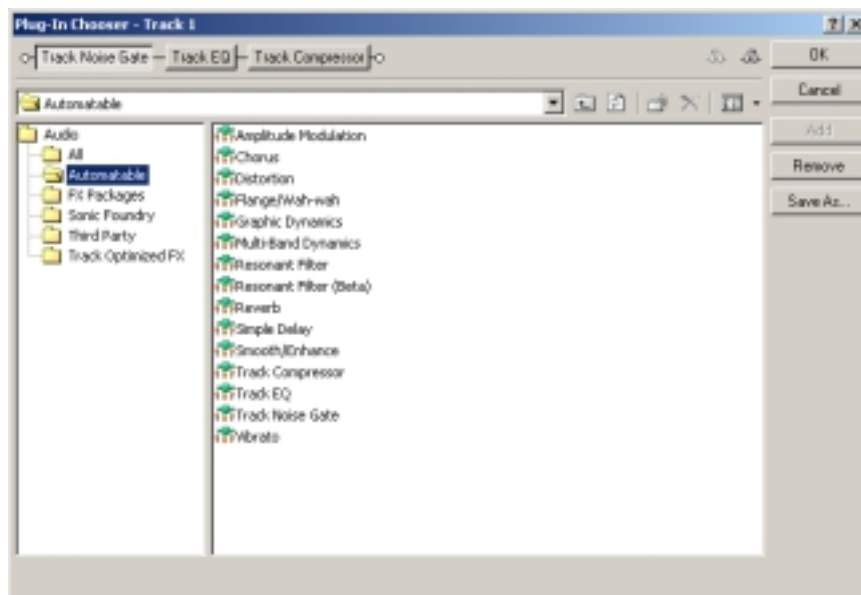 Plug-In Chooser - Track 1
Track Noise Gate Track EQ Track Compressor
OK
Cancel
Add
Remove
Save As...
Automatable
Audio
All
Automatable
FX Packages
Sonic Foundry
Third Party
Track Optimized FX
Amplitude Modulation
Chorus
Distortion
Flange/Wah-wah
Graphic Dynamics
Multi-Band Dynamics
Resonant Filter
Resonant Filter (Beta)
Reverb
Simple Delay
Smooth/Enhance
Track Compressor
Track EQ
Track Noise Gate
Vibrato